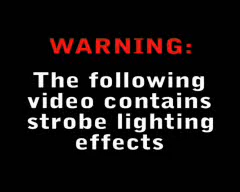 WARNING:
The following
video contains
strobe lighting
effects